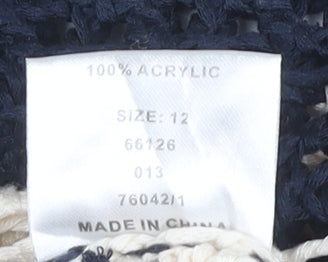 100% ACRYLIC
SIZE: 12
66126
013
76042/1
MADE IN CHINA